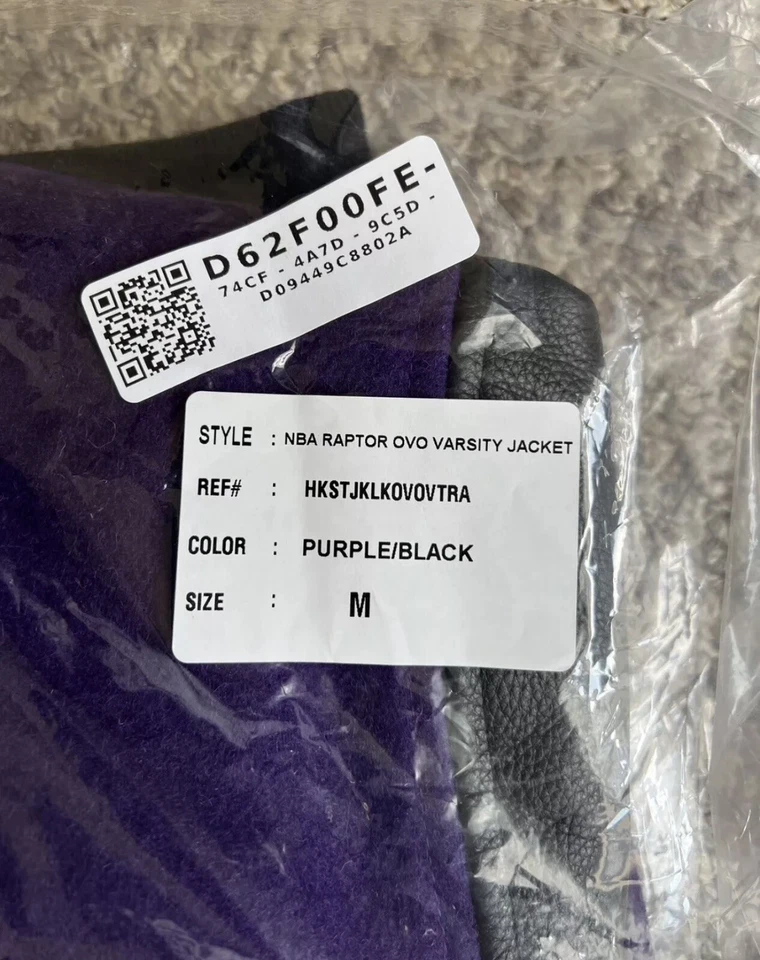 D62F00FE-
74CF - 4A7D - 9C5D -
D09449C8802A
STYLE : NBA RAPTOR OVO VARSITY JACKET
REF# : HKSTJKLKOVOVTRA
COLOR : PURPLE/BLACK
SIZE : M